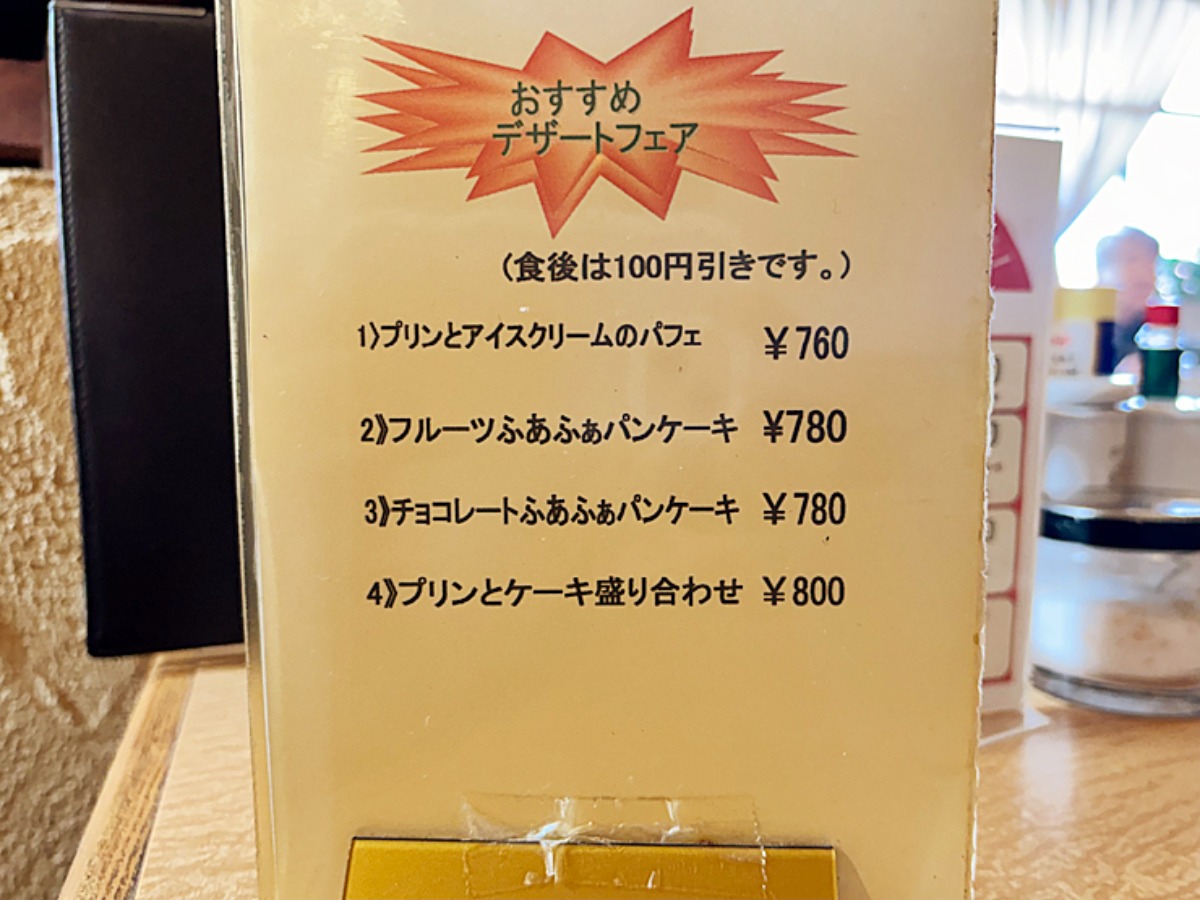 おすすめ
デザートフェア
(食後は100円引きです。)
1)プリンとアイスクリームのパフェ ￥760
2》フルーツふあふぁパンケーキ ￥780
3》チョコレートふあふぁパンケーキ ￥780
4》プリンとケーキ盛り合わせ ￥800